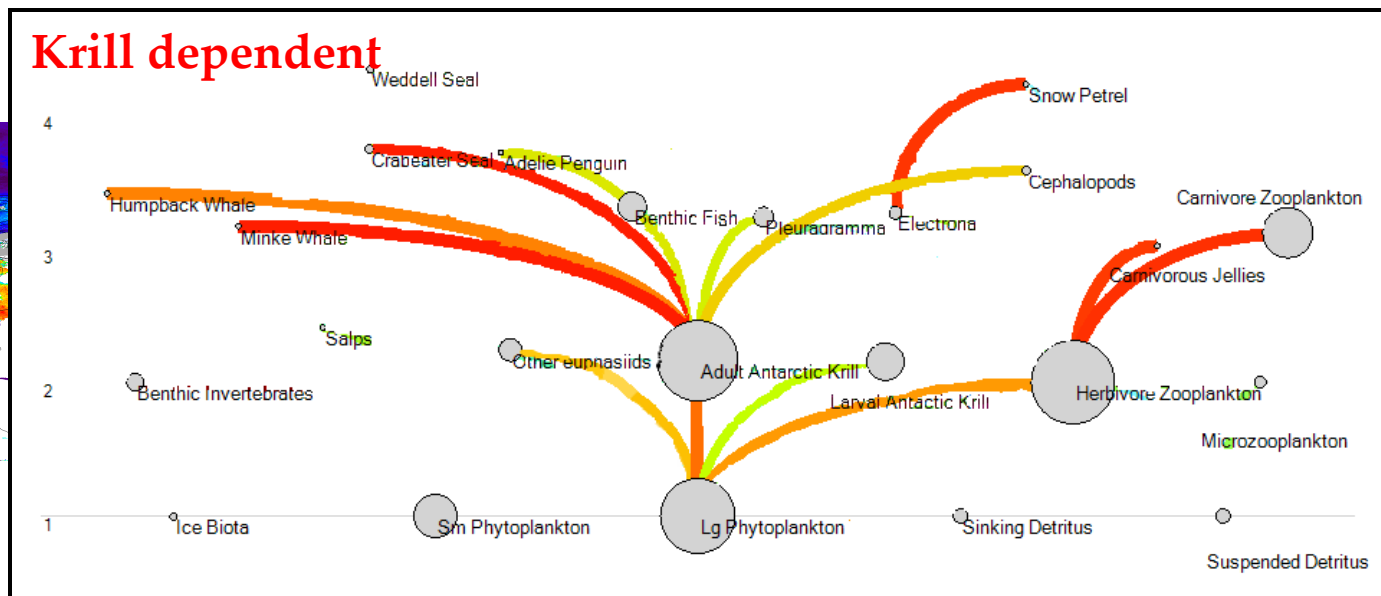 Krill dependent
Weddell Seal
Snow Petrel
4
Crabeater Seal
Adelie Penguin
Cephalopods
Carnivore Zooplankton
Humpback Whale
Benthic Fish
Pleuragramma
Electrona
Minke Whale
3
Carnivorous Jellies
Salps
Other eupnasiids
Adult Antarctic Krill
2
Benthic Invertebrates
Larval Antactic Krill
Herbivore Zooplankton
Microzooplankton
1
Ice Biota
Sm Phytoplankton
Lg Phytoplankton
Sinking Detritus
Suspended Detritus